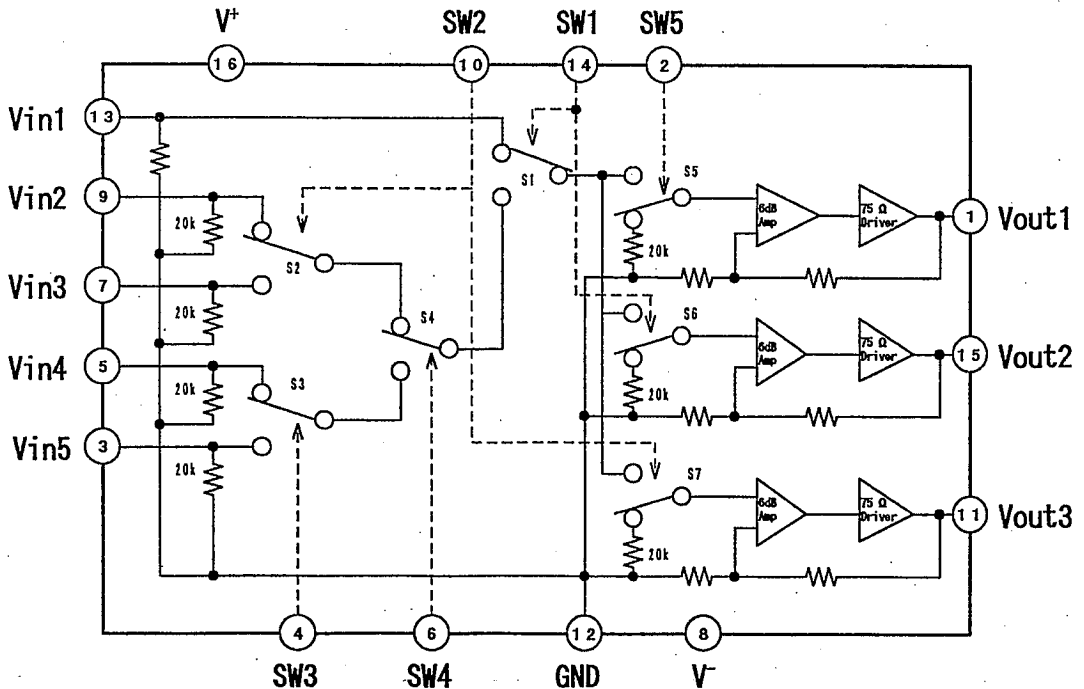 V+ SW2 SW1 SW5
16 10 14 2
Vin1 13
Vin2 9
20k
Vin3 7
20k
Vin4 5
20k
Vin5 3
20k
S1
S2
S3
S4
S5
20k
6dB Amp
75 Ω Driver
1 Vout1
S6
20k
6dB Amp
75 Ω Driver
15 Vout2
S7
20k
6dB Amp
75 Ω Driver
11 Vout3
4 6 12 8
SW3 SW4 GND V-